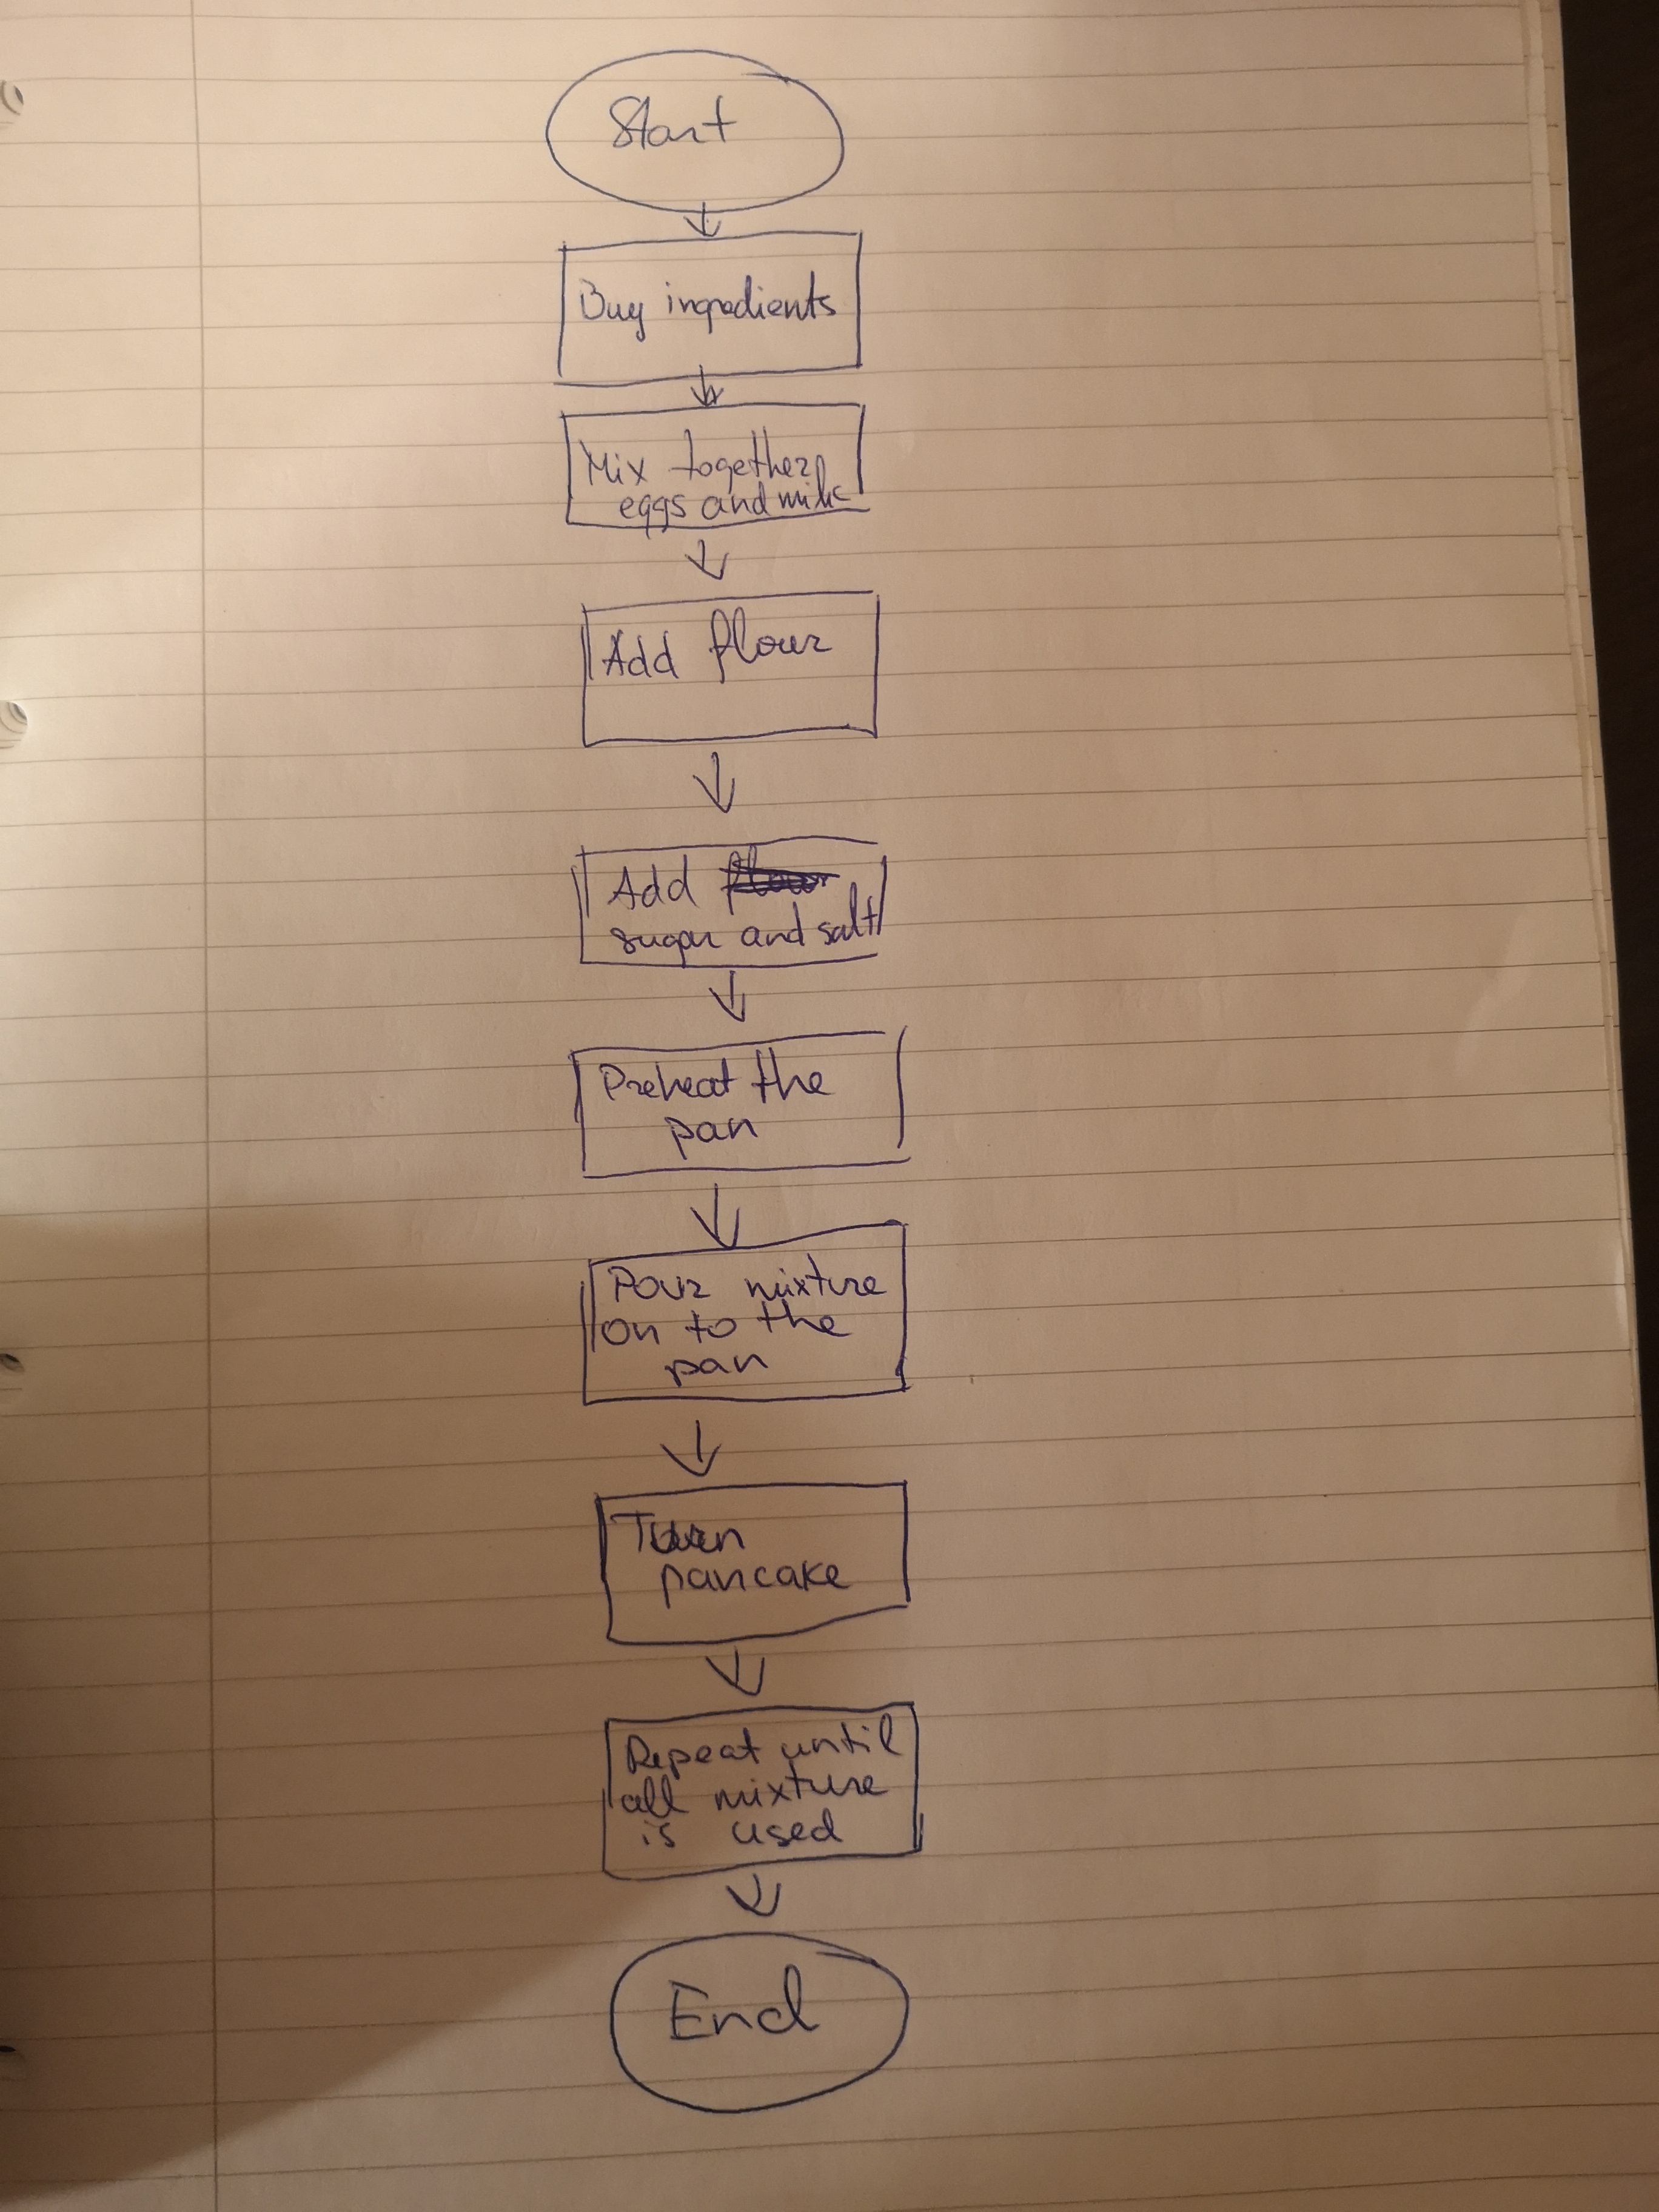 Start
Buy ingredients
Mix together
eggs and milk
Add flour
Add
sugar and salt
Preheat the
pan
Pour mixture
on to the
pan
Turn
pancake
Repeat until
all mixture
is used
End